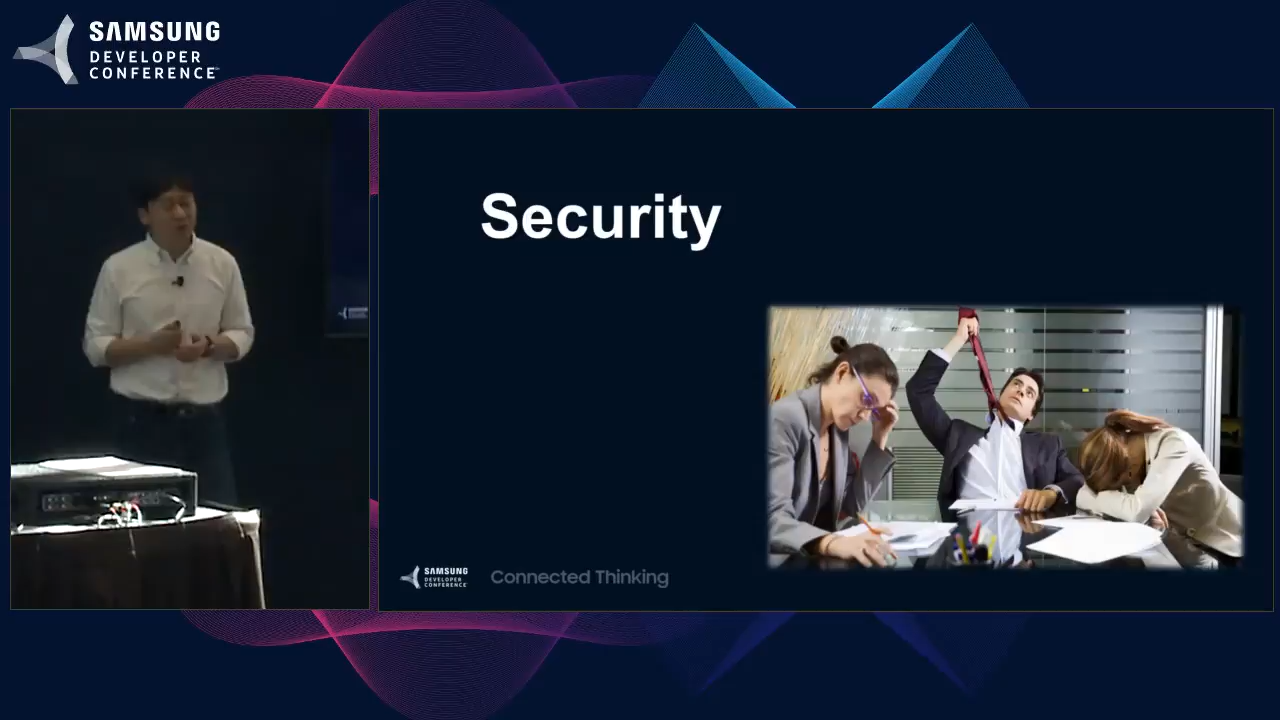 SAMSUNG
DEVELOPER
CONFERENCE
Security
SAMSUNG
DEVELOPER
CONFERENCE
Connected Thinking